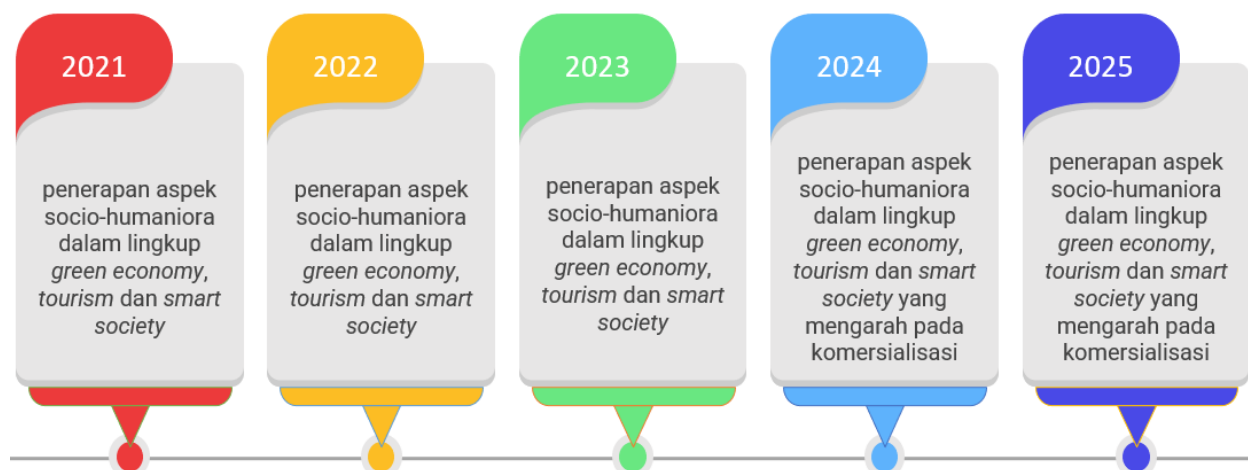 2021
penerapan aspek
socio-humaniora
dalam lingkup
green economy,
tourism dan smart
society
2022
penerapan aspek
socio-humaniora
dalam lingkup
green economy,
tourism dan smart
society
2023
penerapan aspek
socio-humaniora
dalam lingkup
green economy,
tourism dan smart
society
2024
penerapan aspek
socio-humaniora
dalam lingkup
green economy,
tourism dan smart
society yang
mengarah pada
komersialisasi
2025
penerapan aspek
socio-humaniora
dalam lingkup
green economy,
tourism dan smart
society yang
mengarah pada
komersialisasi